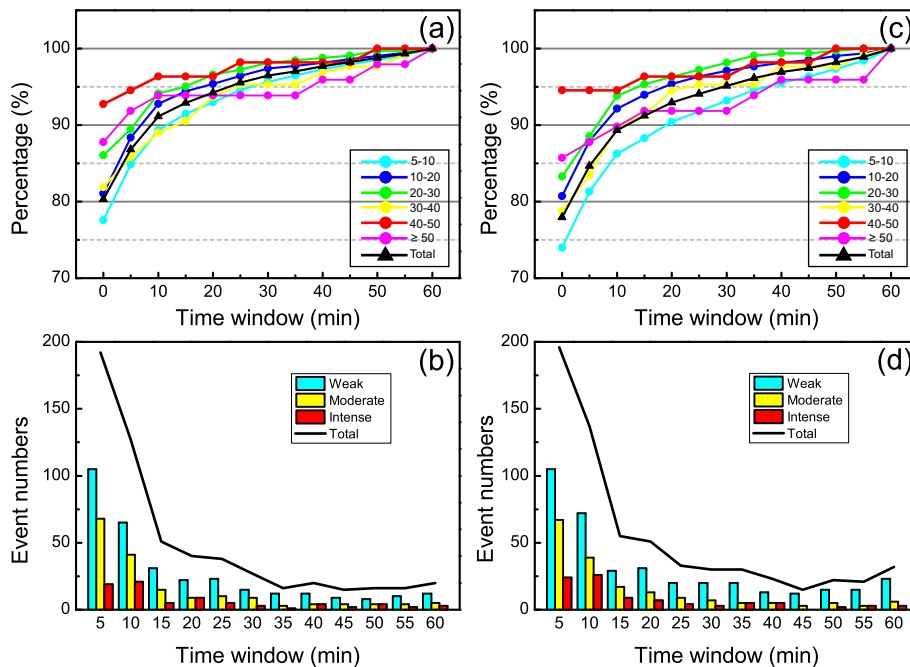 (a)
Percentage (%)
100
90
80
70
5-10
10-20
20-30
30-40
40-50
≥ 50
Total
0 10 20 30 40 50 60
Time window (min)
(c)
Percentage (%)
100
90
80
70
5-10
10-20
20-30
30-40
40-50
≥ 50
Total
0 10 20 30 40 50 60
Time window (min)
(b)
Event numbers
200
150
100
50
0
Weak
Moderate
Intense
Total
5 10 15 20 25 30 35 40 45 50 55 60
Time window (min)
(d)
Event numbers
200
150
100
50
0
Weak
Moderate
Intense
Total
5 10 15 20 25 30 35 40 45 50 55 60
Time window (min)